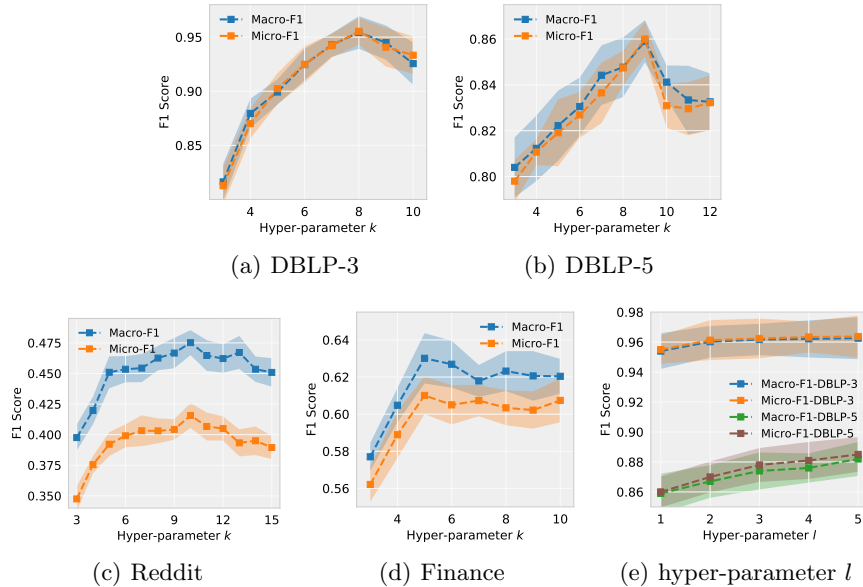 Macro-F1
Micro-F1
0.95
0.90
0.85
F1 Score
4 6 8 10
Hyper-parameter k
(a) DBLP-3
Macro-F1
Micro-F1
0.86
0.84
0.82
0.80
F1 Score
4 6 8 10 12
Hyper-parameter k
(b) DBLP-5
Macro-F1
Micro-F1
0.475
0.450
0.425
0.400
0.375
0.350
F1 Score
3 6 9 12 15
Hyper-parameter k
(c) Reddit
Macro-F1
Micro-F1
0.64
0.62
0.60
0.58
0.56
F1 Score
4 6 8 10
Hyper-parameter k
(d) Finance
0.98
0.96
0.94
0.92
0.90
0.88
0.86
F1 Score
Macro-F1-DBLP-3
Micro-F1-DBLP-3
Macro-F1-DBLP-5
Micro-F1-DBLP-5
1 2 3 4 5
Hyper-parameter l
(e) hyper-parameter l